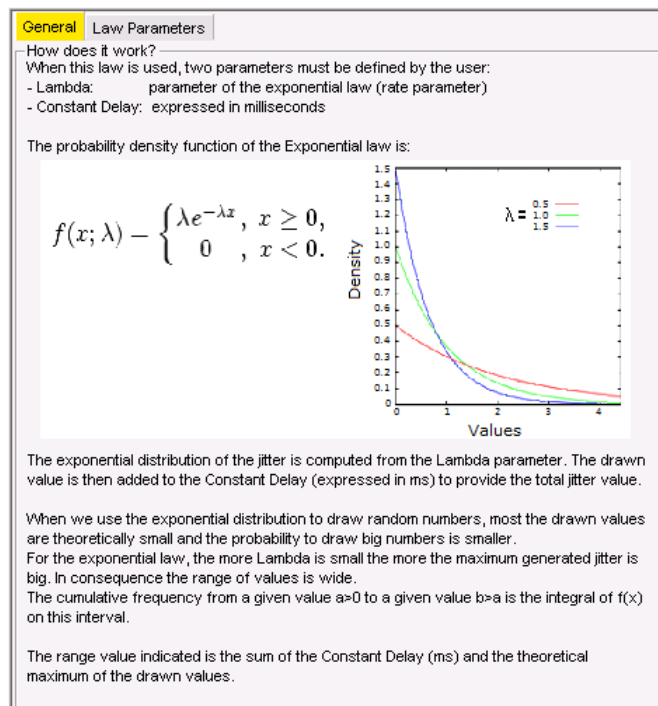 General Law Parameters
How does it work?
When this law is used, two parameters must be defined by the user:
- Lambda: parameter of the exponential law (rate parameter)
- Constant Delay: expressed in milliseconds
The probability density function of the Exponential law is:
f(x; λ) − { λe^{−λx} , x ≥ 0,
0 , x < 0.
1.5
1.4
1.3
1.2
1.1
1.0
0.9
0.8
0.7
0.6
0.5
0.4
0.3
0.2
0.1
0
Density
λ = 0.5
1.0
1.5
0 1 2 3 4
Values
The exponential distribution of the jitter is computed from the Lambda parameter. The drawn
value is then added to the Constant Delay (expressed in ms) to provide the total jitter value.
When we use the exponential distribution to draw random numbers, most the drawn values
are theoretically small and the probability to draw big numbers is smaller.
For the exponential law, the more Lambda is small the more the maximum generated jitter is
big. In consequence the range of values is wide.
The cumulative frequency from a given value a>0 to a given value b>a is the integral of f(x)
on this interval.
The range value indicated is the sum of the Constant Delay (ms) and the theoretical
maximum of the drawn values.